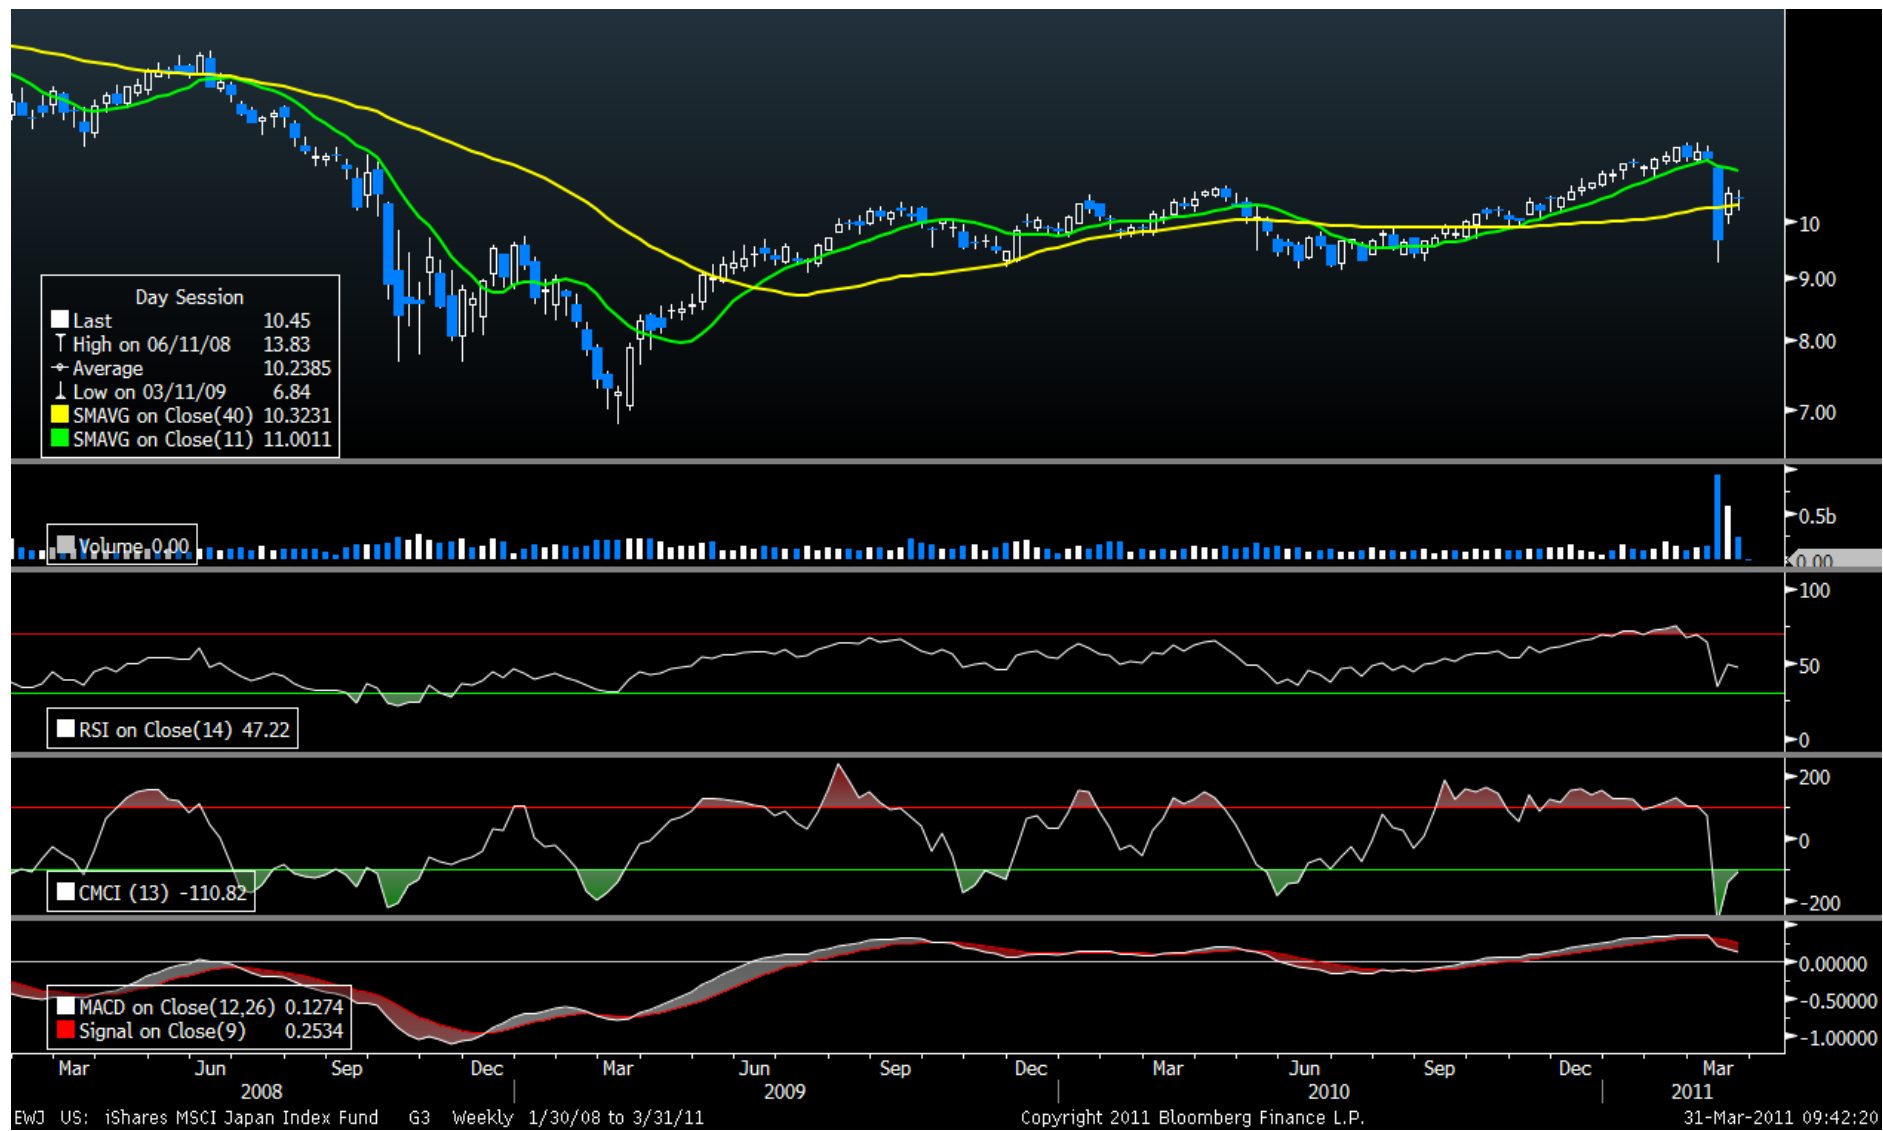 Day Session
Last 10.45
High on 06/11/08 13.83
Average 10.2385
Low on 03/11/09 6.84
SMAVG on Close(40) 10.3231
SMAVG on Close(11) 11.0011
10
9.00
8.00
7.00
Volume 0.00
0.5b
0.00
100
50
0
RSI on Close(14) 47.22
200
0
-200
CMCI (13) -110.82
0.00000
-0.50000
-1.00000
MACD on Close(12,26) 0.1274
Signal on Close(9) 0.2534
Mar Jun Sep Dec Mar Jun Sep Dec Mar Jun Sep Dec Mar
2008 2009 2010 2011
EWJ US: iShares MSCI Japan Index Fund G3 Weekly 1/30/08 to 3/31/11 Copyright 2011 Bloomberg Finance L.P. 31-Mar-2011 09:42:20